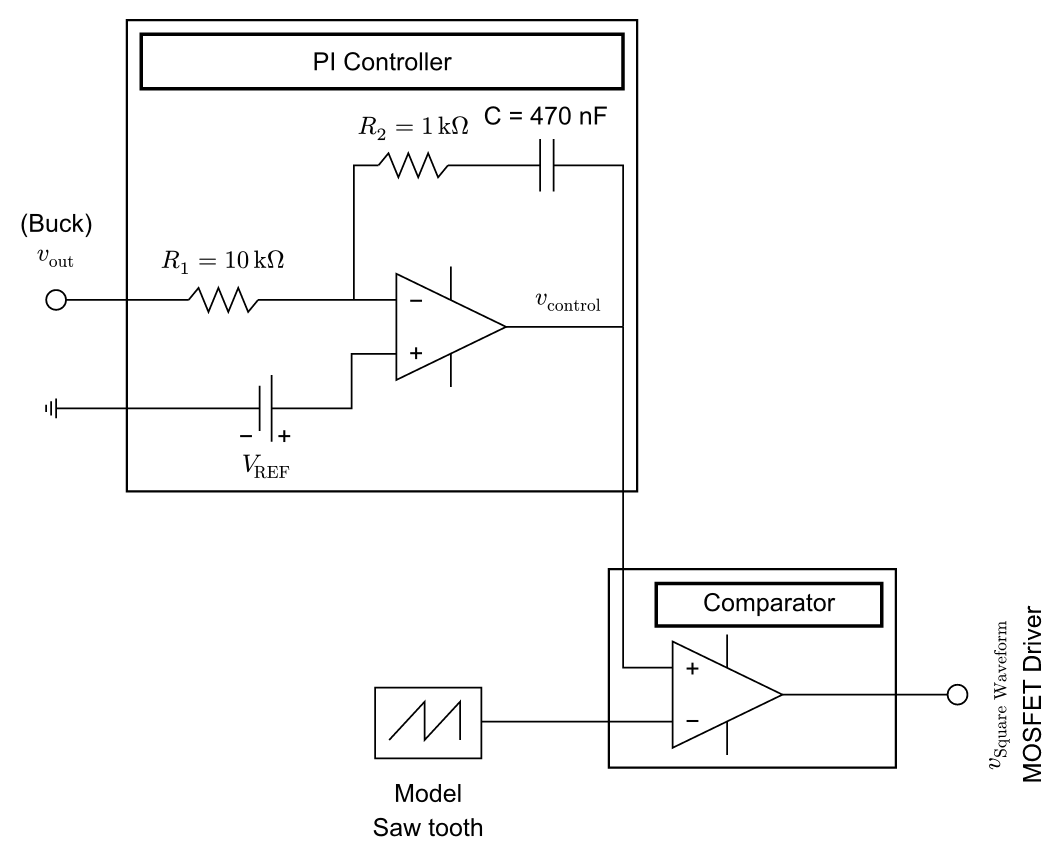 PI Controller
R₂ = 1 kΩ
C = 470 nF
(Buck)
v_out
R₁ = 10 kΩ
−
+
v_control
− +
V_REF
Comparator
+
−
Model
Saw tooth
v_Square Waveform
MOSFET Driver